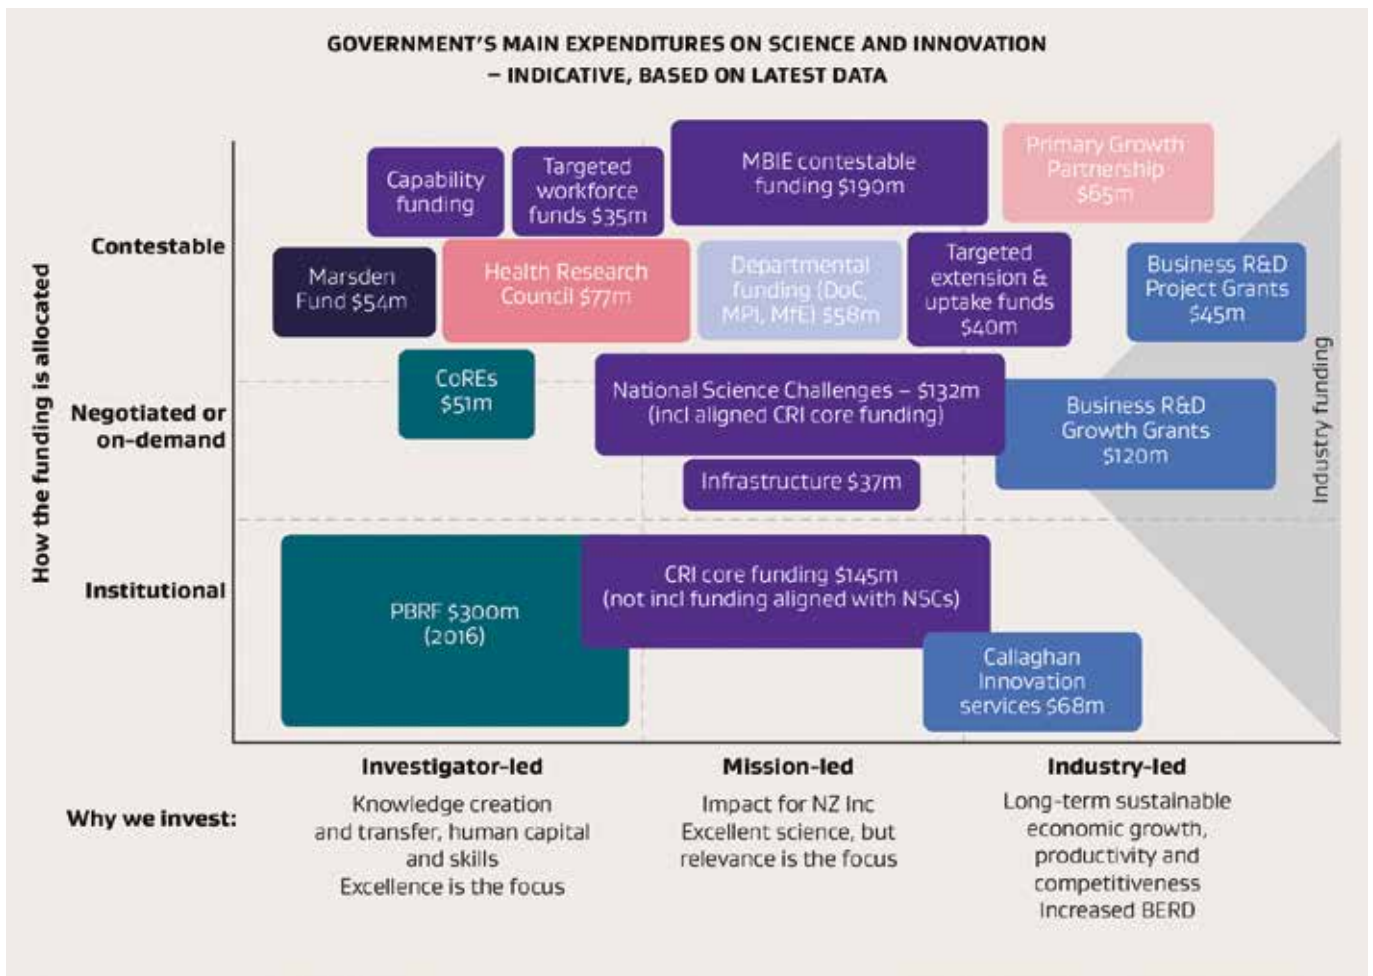 GOVERNMENT'S MAIN EXPENDITURES ON SCIENCE AND INNOVATION
– INDICATIVE, BASED ON LATEST DATA
How the funding is allocated
Contestable
Negotiated or
on-demand
Institutional
Capability
funding
Targeted
workforce
funds $35m
MBIE contestable
funding $190m
Primary Growth
Partnership
$65m
Marsden
Fund $54m
Health Research
Council $77m
Departmental
funding (DoC,
MPi, MfE) $58m
Targeted
extension &
uptake funds
$40m
Business R&D
Project Grants
$45m
Industry funding
CoREs
$51m
National Science Challenges – $132m
(incl aligned CRI core funding)
Business R&D
Growth Grants
$120m
Infrastructure $37m
PBRF $300m
(2016)
CRI core funding $145m
(not incl funding aligned with NSCs)
Callaghan
Innovation
services $68m
Why we invest:
Investigator-led
Knowledge creation
and transfer, human capital
and skills
Excellence is the focus
Mission-led
Impact for NZ Inc
Excellent science, but
relevance is the focus
Industry-led
Long-term sustainable
economic growth,
productivity and
competitiveness
Increased BERD